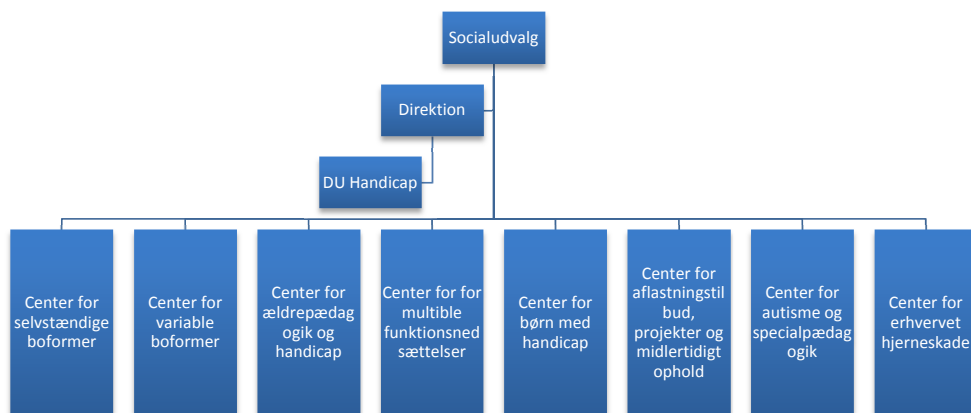 Socialudvalg
Direktion
DU Handicap
Center for
selvstændige
boformer
Center for
variable
boformer
Center for
ældrepædag
ogik og
handicap
Center for for
multible
funktionsned
sættelser
Center for
børn med
handicap
Center for
aflastningstil
bud,
projekter og
midlertidigt
ophold
Center for
autisme og
specialpædag
ogik
Center for
erhvervet
hjerneskade